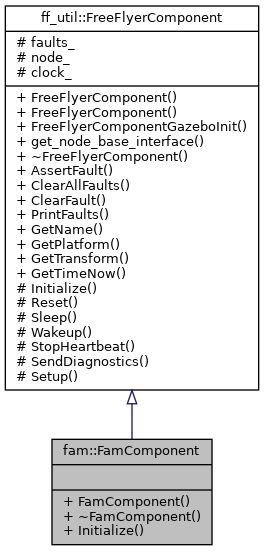 ff_util::FreeFlyerComponent
# faults_
# node_
# clock_
+ FreeFlyerComponent()
+ FreeFlyerComponent()
+ FreeFlyerComponentGazeboInit()
+ get_node_base_interface()
+ ~FreeFlyerComponent()
+ AssertFault()
+ ClearAllFaults()
+ ClearFault()
+ PrintFaults()
+ GetName()
+ GetPlatform()
+ GetTransform()
+ GetTimeNow()
# Initialize()
# Reset()
# Sleep()
# Wakeup()
# StopHeartbeat()
# SendDiagnostics()
# Setup()
fam::FamComponent
+ FamComponent()
+ ~FamComponent()
+ Initialize()